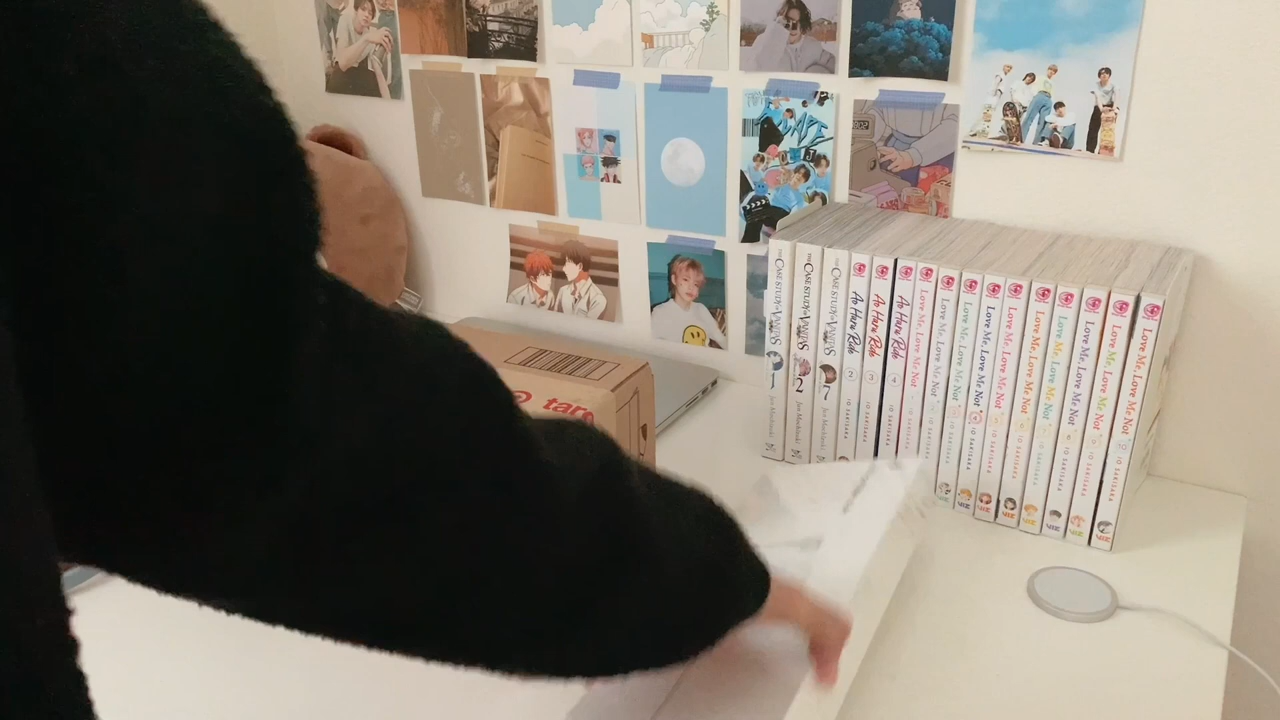 THE CASE STUDY OF VANITAS 1 Jun Mochizuki
THE CASE STUDY OF VANITAS 2 Jun Mochizuki
THE CASE STUDY OF VANITAS 7 Jun Mochizuki
Ao Haru Ride 2 IO SAKISAKA
Ao Haru Ride 3 IO SAKISAKA
Ao Haru Ride 4 IO SAKISAKA
Love Me, Love Me Not IO SAKISAKA
Love Me, Love Me Not IO SAKISAKA
Love Me, Love Me Not IO SAKISAKA
Love Me, Love Me Not 4 IO SAKISAKA
Love Me, Love Me Not IO SAKISAKA
Love Me, Love Me Not IO SAKISAKA
Love Me, Love Me Not IO SAKISAKA
Love Me, Love Me Not 8 IO SAKISAKA
Love Me, Love Me Not 9 IO SAKISAKA
Love Me, Love Me Not 10 IO SAKISAKA